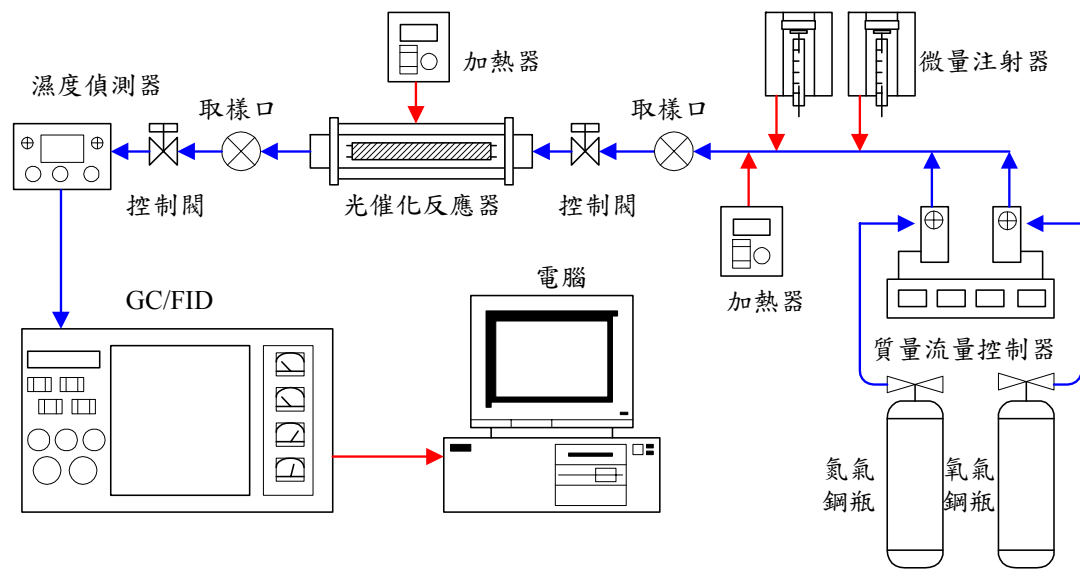 加熱器
微量注射器
濕度偵測器
取樣口
取樣口
控制閥
光催化反應器
控制閥
加熱器
GC/FID
電腦
質量流量控制器
氮氣
鋼瓶
氧氣
鋼瓶